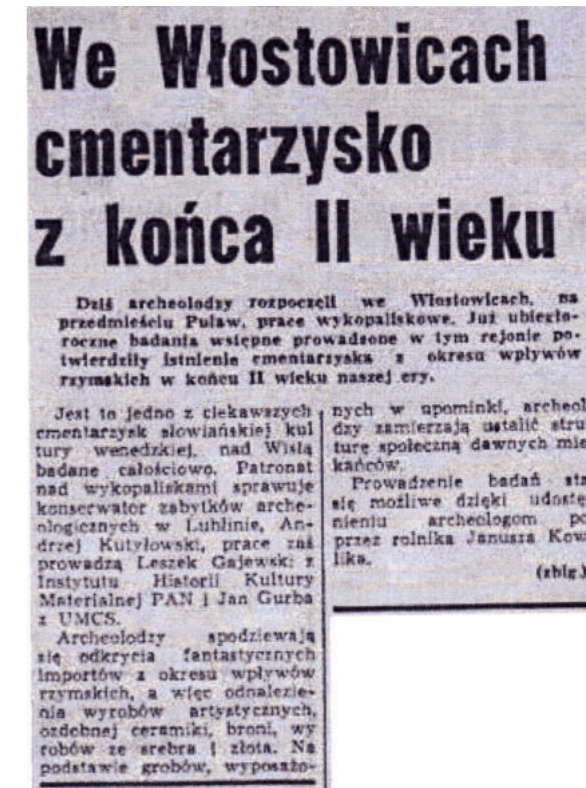 We Włostowicach
cmentarzysko
z końca II wieku
Dziś archeolodzy rozpoczęli we Włostowicach, na
przedmieściu Puław, prace wykopaliskowe. Już ubiegło-
roczne badania wstępne prowadzone w tym rejonie po-
twierdziły istnienie cmentarzyska z okresu wpływów
rzymskich w końcu II wieku naszej ery.
Jest to jedno z ciekawszych
cmentarzysk słowiańskiej kul
tury wenedzkiej, nad Wisłą
badane całościowo. Patronat
nad wykopaliskami sprawuje
konserwator zabytków arche-
ologicznych w Lublinie, An-
drzej Kutyłowski, prace zaś
prowadzą Leszek Gajewski z
Instytutu Historii Kultury
Materialnej PAN i Jan Gurba
z UMCS.
Archeolodzy spodziewają
się odkrycia fantastycznych
importów z okresu wpływów
rzymskich, a więc odnalezie-
nia wyrobów artystycznych,
ozdobnej ceramiki, broni, wy
robów ze srebra i złota. Na
podstawie grobów, wyposażo-
nych w upominki, archeol
dzy zamierzają ustalić stru
turę społeczną dawnych mie
kańców.
Prowadzenie badań sta
się możliwe dzięki udostę
nieniu archeologom po
przez rolnika Janusza Kow
lika.
(zbig.)